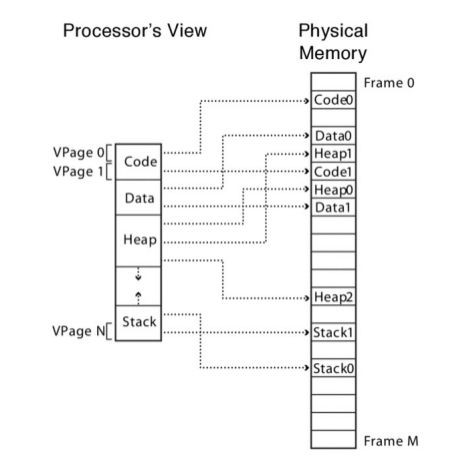 Processor's View
Physical
Memory
Frame 0
Code0
Data0
VPage 0
Code
Heap1
VPage 1
Code1
Data
Heap0
Data1
Heap
Heap2
Stack
VPage N
Stack1
Stack0
Frame M